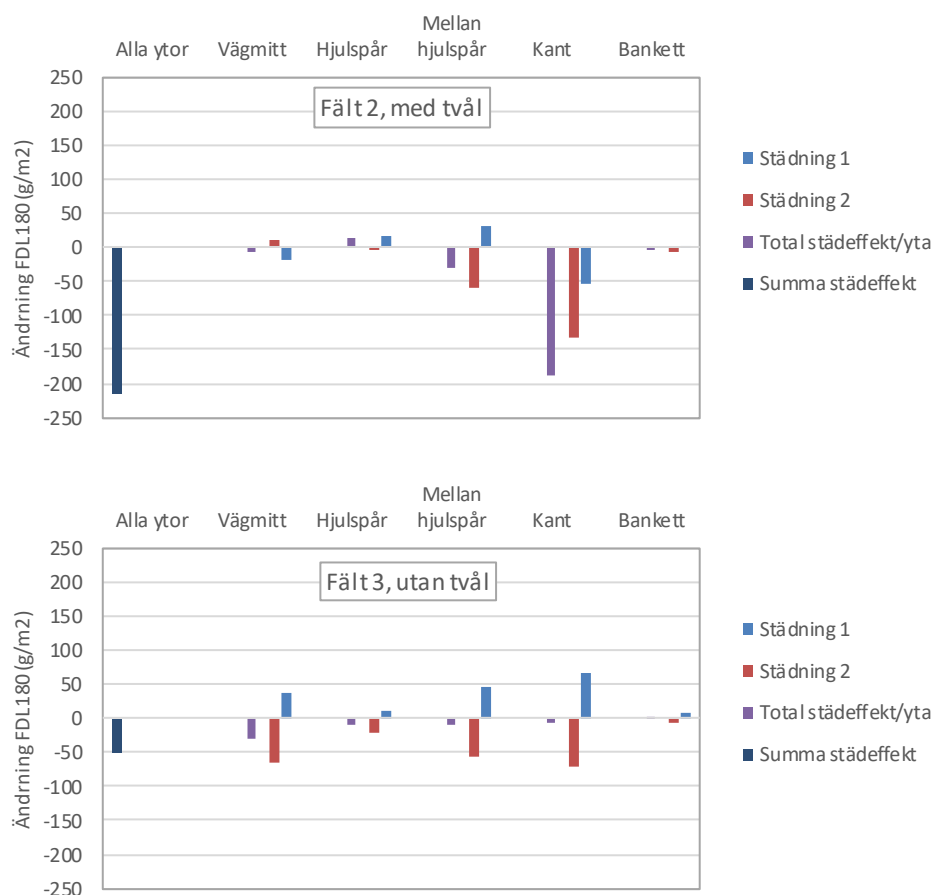 Mellan
Alla ytor Vägmitt Hjulspår hjulspår Kant Bankett
250
200
150
100
50
0
-50
-100
-150
-200
-250
Ändrning FDL180 (g/m2)
Fält 2, med tvål
Städning 1
Städning 2
Total städeffekt/yta
Summa städeffekt
Mellan
Alla ytor Vägmitt Hjulspår hjulspår Kant Bankett
250
200
150
100
50
0
-50
-100
-150
-200
-250
Ändrning FDL180 (g/m2)
Fält 3, utan tvål
Städning 1
Städning 2
Total städeffekt/yta
Summa städeffekt